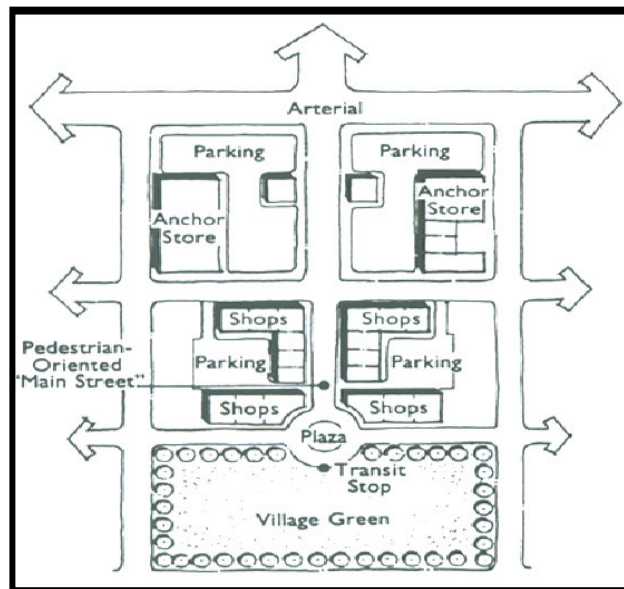 Arterial
Parking
Parking
Anchor
Store
Anchor
Store
Shops
Shops
Pedestrian-
Oriented
"Main Street"
Parking
Parking
Shops
Shops
Plaza
Transit
Stop
Village Green